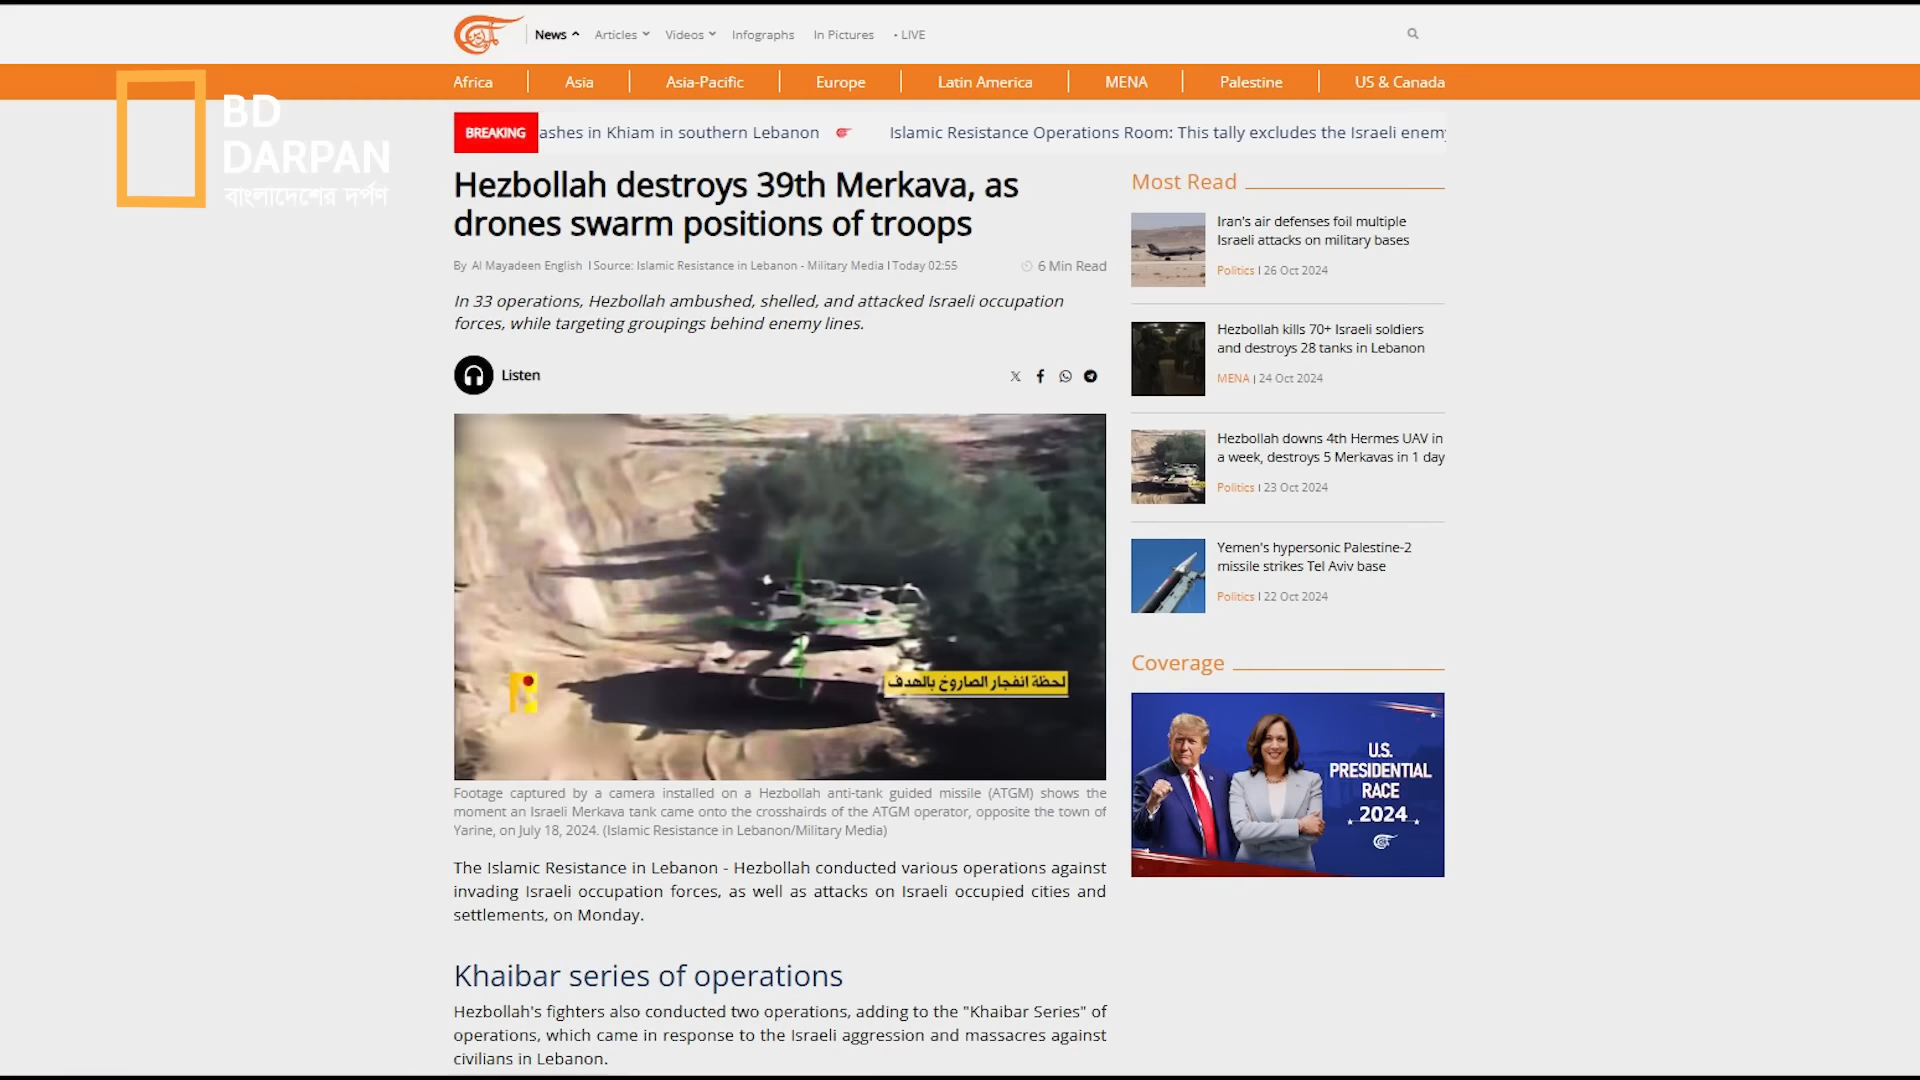 News
Articles
Videos
Infographs
In Pictures
• LIVE
Africa
Asia
Asia-Pacific
Europe
Latin America
MENA
Palestine
US & Canada
BD
DARPAN
বাংলাদেশের দর্পণ
BREAKING
ashes in Khiam in southern Lebanon
Islamic Resistance Operations Room: This tally excludes the Israeli enemy
Hezbollah destroys 39th Merkava, as
drones swarm positions of troops
By Al Mayadeen English | Source: Islamic Resistance in Lebanon - Military Media | Today 02:55
6 Min Read
In 33 operations, Hezbollah ambushed, shelled, and attacked Israeli occupation
forces, while targeting groupings behind enemy lines.
Listen
لحظة انفجار الصاروخ بالهدف
Footage captured by a camera installed on a Hezbollah anti-tank guided missile (ATGM) shows the
moment an Israeli Merkava tank came onto the crosshairds of the ATGM operator, opposite the town of
Yarine, on July 18, 2024. (Islamic Resistance in Lebanon/Military Media)
The Islamic Resistance in Lebanon - Hezbollah conducted various operations against
invading Israeli occupation forces, as well as attacks on Israeli occupied cities and
settlements, on Monday.
Khaibar series of operations
Hezbollah's fighters also conducted two operations, adding to the "Khaibar Series" of
operations, which came in response to the Israeli aggression and massacres against
civilians in Lebanon.
Most Read
Iran's air defenses foil multiple
Israeli attacks on military bases
Politics | 26 Oct 2024
Hezbollah kills 70+ Israeli soldiers
and destroys 28 tanks in Lebanon
MENA | 24 Oct 2024
Hezbollah downs 4th Hermes UAV in
a week, destroys 5 Merkavas in 1 day
Politics | 23 Oct 2024
Yemen's hypersonic Palestine-2
missile strikes Tel Aviv base
Politics | 22 Oct 2024
Coverage
U.S.
PRESIDENTIAL
RACE
2024